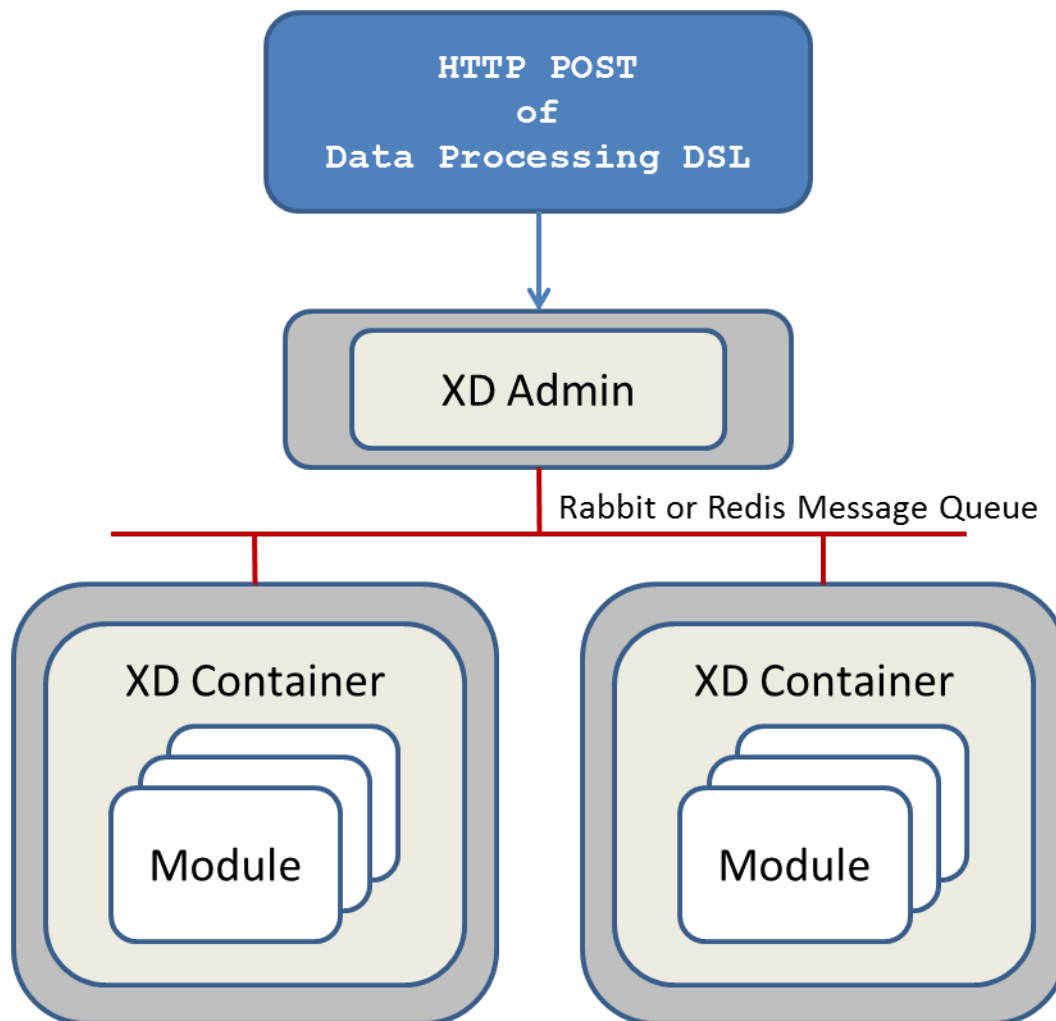 HTTP POST
of
Data Processing DSL
XD Admin
Rabbit or Redis Message Queue
XD Container
Module
XD Container
Module